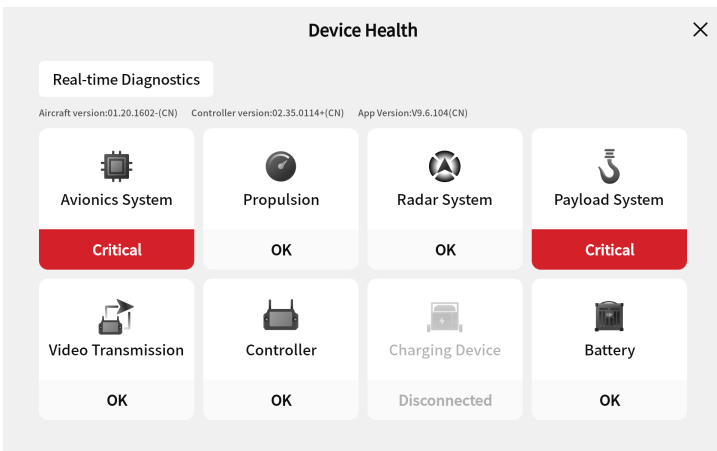 Device Health
Real-time Diagnostics
Aircraft version:01.20.1602-(CN) Controller version:02.35.0114+(CN) App Version:V9.6.104(CN)
Avionics System Propulsion Radar System Payload System
Critical OK OK Critical
Video Transmission Controller Charging Device Battery
OK OK Disconnected OK